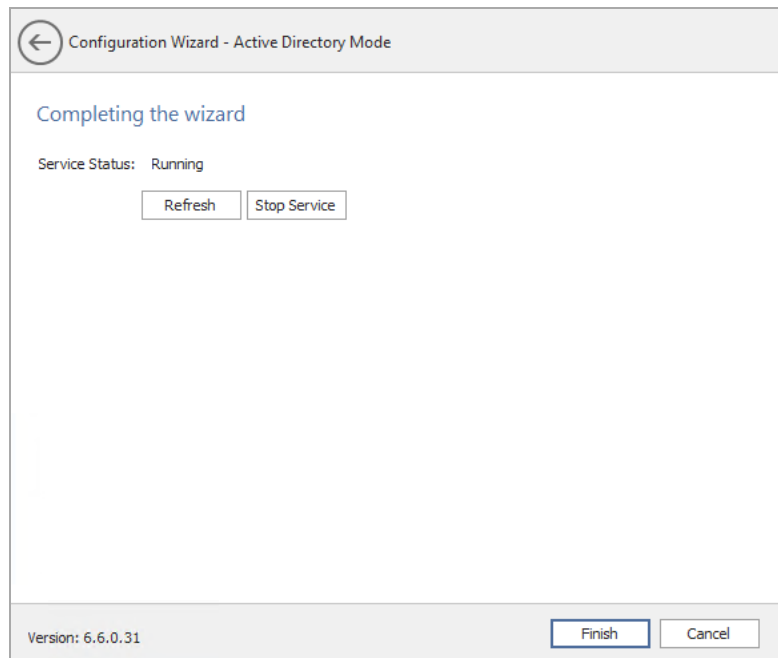 Configuration Wizard - Active Directory Mode
Completing the wizard
Service Status: Running
Refresh Stop Service
Version: 6.6.0.31 Finish Cancel